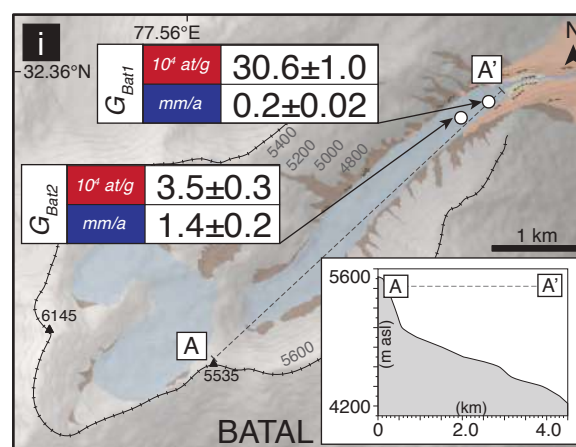 i
77.56°E
32.36°N
N
G_Bat1
10⁴ at/g 30.6±1.0
mm/a 0.2±0.02
A'
5400
5200
5000
4800
G_Bat2
10⁴ at/g 3.5±0.3
mm/a 1.4±0.2
1 km
6145
A
5535
5600
BATAL
5600
A A'
(m asl)
4200
(km)
0 2.0 4.0